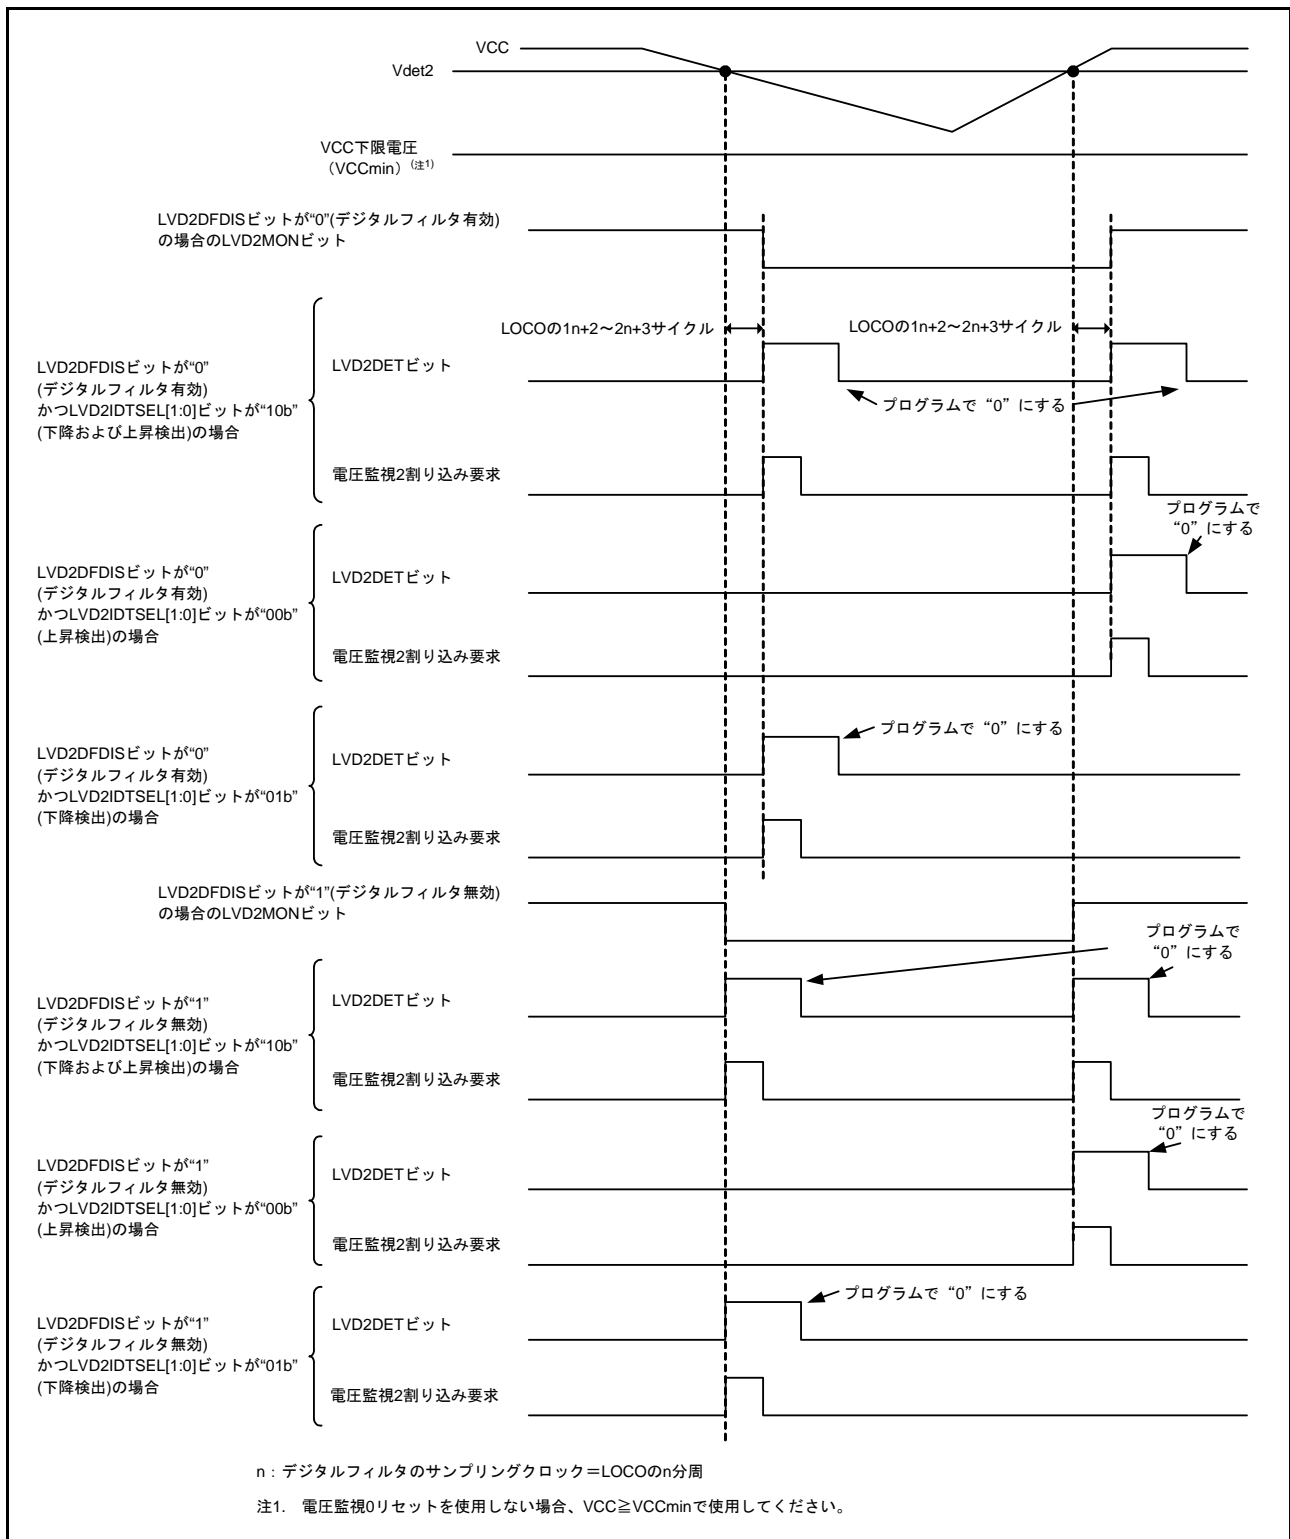 VCC
Vdet2
VCC下限電圧
（VCCmin）(注1)
LVD2DFDISビットが“0”(デジタルフィルタ有効)
の場合のLVD2MONビット
LOCOの1n+2～2n+3サイクル
LOCOの1n+2～2n+3サイクル
LVD2DFDISビットが“0”
(デジタルフィルタ有効)
かつLVD2IDTSEL[1:0]ビットが“10b”
(下降および上昇検出)の場合
LVD2DETビット
プログラムで“0”にする
電圧監視2割り込み要求
プログラムで
“0”にする
LVD2DFDISビットが“0”
(デジタルフィルタ有効)
かつLVD2IDTSEL[1:0]ビットが“00b”
(上昇検出)の場合
LVD2DETビット
電圧監視2割り込み要求
プログラムで“0”にする
LVD2DFDISビットが“0”
(デジタルフィルタ有効)
かつLVD2IDTSEL[1:0]ビットが“01b”
(下降検出)の場合
LVD2DETビット
電圧監視2割り込み要求
LVD2DFDISビットが“1”(デジタルフィルタ無効)
の場合のLVD2MONビット
プログラムで
“0”にする
LVD2DFDISビットが“1”
(デジタルフィルタ無効)
かつLVD2IDTSEL[1:0]ビットが“10b”
(下降および上昇検出)の場合
LVD2DETビット
電圧監視2割り込み要求
プログラムで
“0”にする
LVD2DFDISビットが“1”
(デジタルフィルタ無効)
かつLVD2IDTSEL[1:0]ビットが“00b”
(上昇検出)の場合
LVD2DETビット
電圧監視2割り込み要求
プログラムで“0”にする
LVD2DFDISビットが“1”
(デジタルフィルタ無効)
かつLVD2IDTSEL[1:0]ビットが“01b”
(下降検出)の場合
LVD2DETビット
電圧監視2割り込み要求
n：デジタルフィルタのサンプリングクロック＝LOCOのn分周
注1. 電圧監視0リセットを使用しない場合、VCC≧VCCminで使用してください。